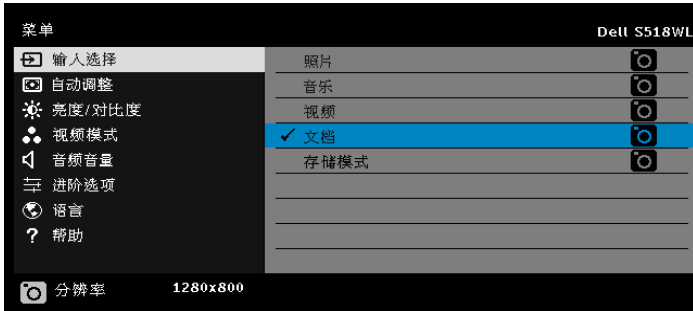 菜单
Dell S518WL
输入选择
自动调整
亮度/对比度
视频模式
音频音量
进阶选项
语言
帮助
照片
音乐
视频
文档
存储模式
分辨率 1280x800